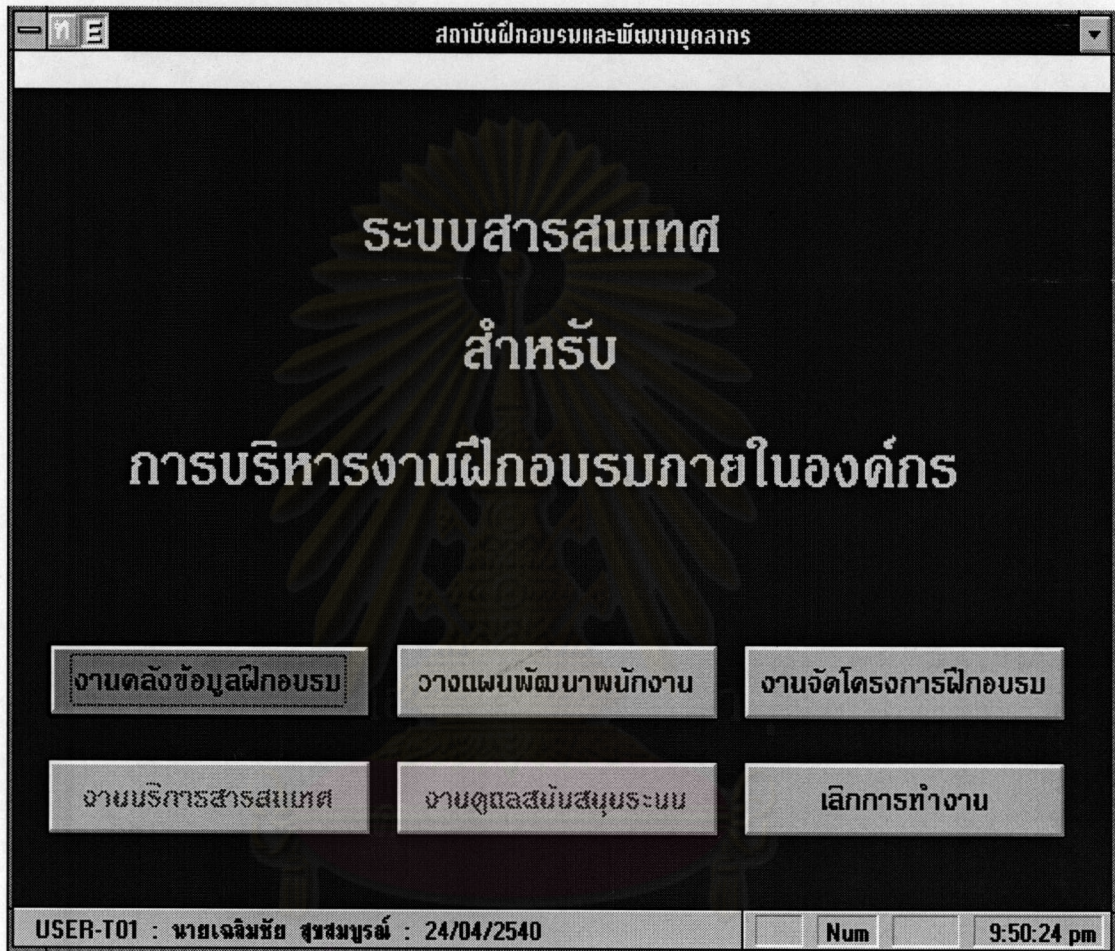 ท E สถาบันฝึกอบรมและพัฒนาบุคลากร
ระบบสารสนเทศ
สำหรับ
การบริหารงานฝึกอบรมภายในองค์กร
งานคลังข้อมูลฝึกอบรม วางแผนพัฒนาพนักงาน งานจัดโครงการฝึกอบรม
งานบริการสารสนเทศ งานดูแลสนับสนุนระบบ เลิกการทำงาน
USER-T01 : นายเฉลิมชัย สุขสมบูรณ์ : 24/04/2540 Num 9:50:24 pm